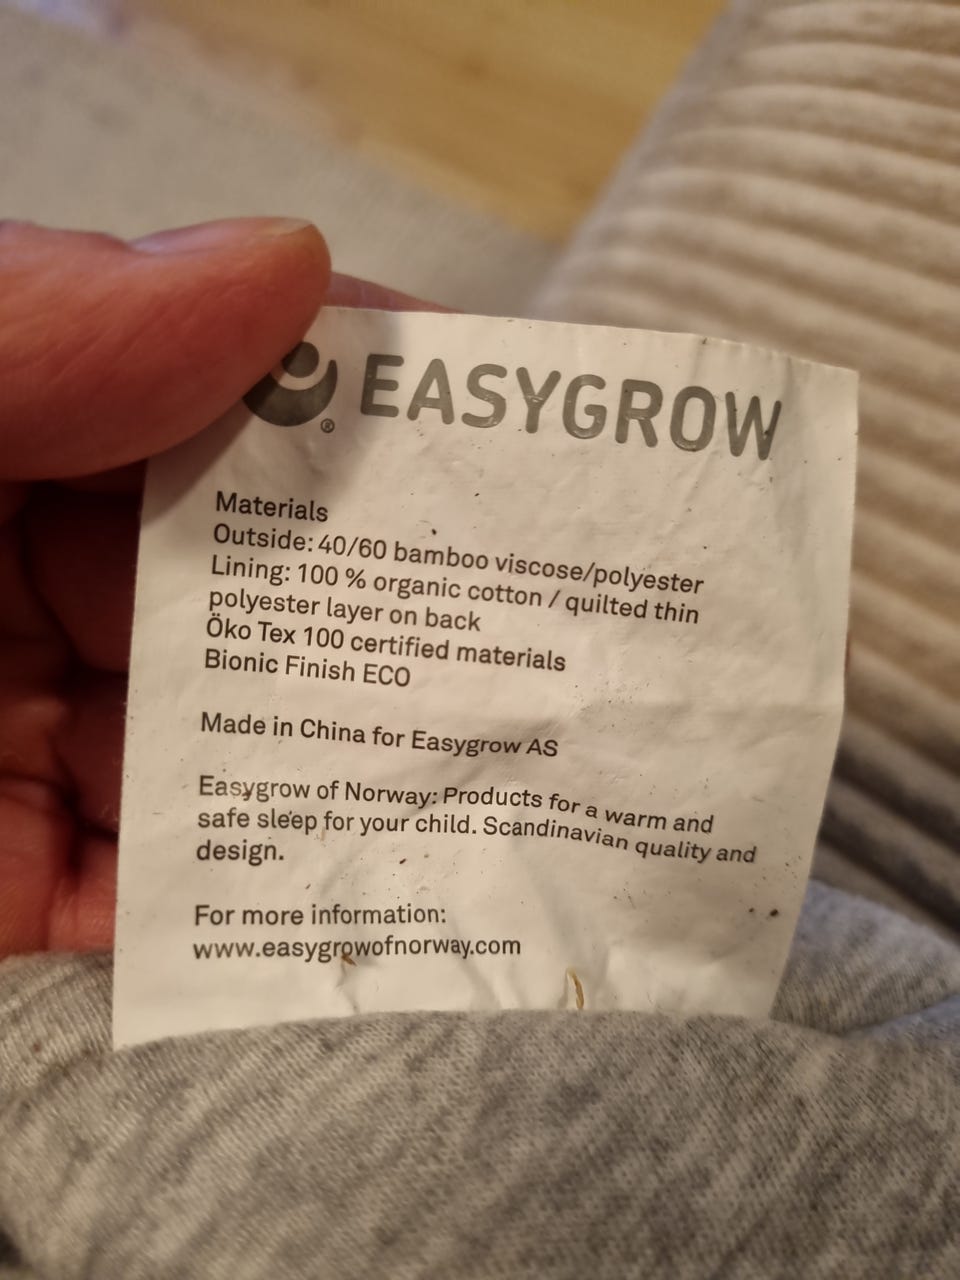 ® EASYGROW
Materials
Outside: 40/60 bamboo viscose/polyester
Lining: 100 % organic cotton / quilted thin
polyester layer on back
Öko Tex 100 certified materials
Bionic Finish ECO
Made in China for Easygrow AS
Easygrow of Norway: Products for a warm and
safe sleep for your child. Scandinavian quality and
design.
For more information:
www.easygrowofnorway.com